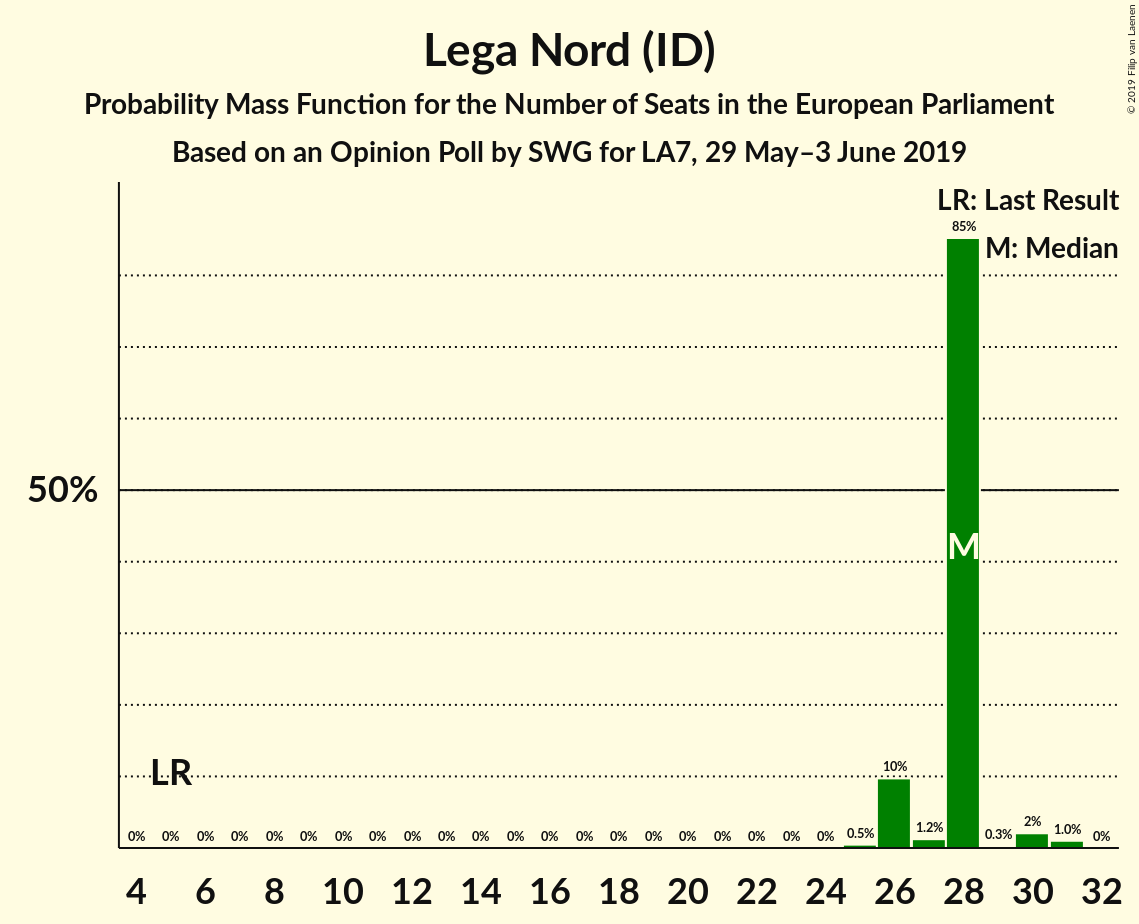 Lega Nord (ID)
Probability Mass Function for the Number of Seats in the European Parliament
Based on an Opinion Poll by SWG for LA7, 29 May–3 June 2019
© 2019 Filip van Laenen
LR: Last Result
M: Median
85%
50%
M
LR
10%
0% 0% 0% 0% 0% 0% 0% 0% 0% 0% 0% 0% 0% 0% 0% 0% 0% 0% 0% 0% 0% 0.5% 1.2% 0.3% 2% 1.0% 0%
4 6 8 10 12 14 16 18 20 22 24 26 28 30 32